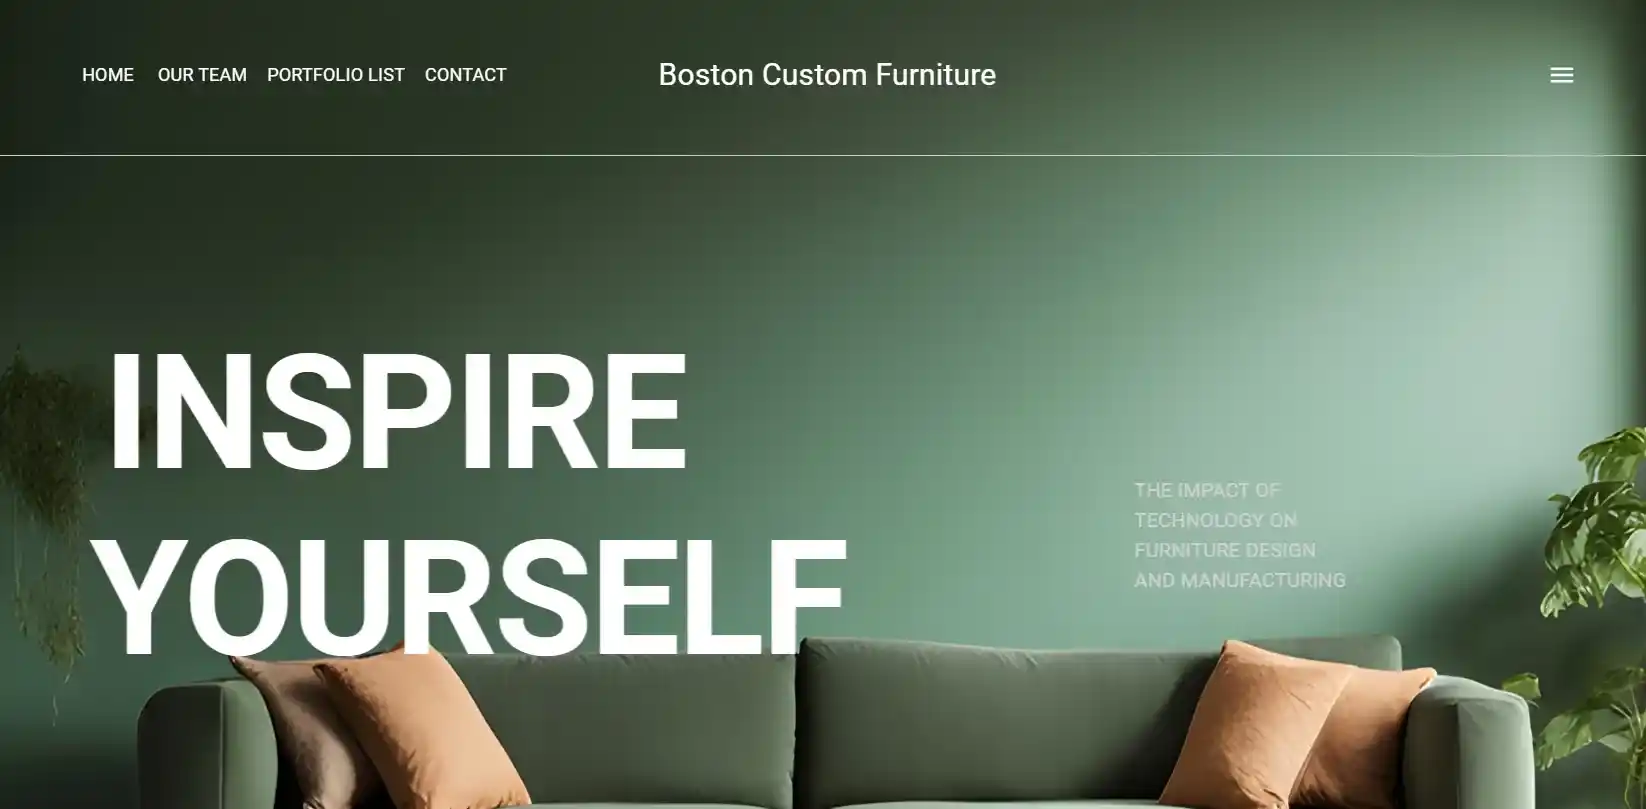 HOME OUR TEAM PORTFOLIO LIST CONTACT
Boston Custom Furniture
INSPIRE
YOURSELF
THE IMPACT OF
TECHNOLOGY ON
FURNITURE DESIGN
AND MANUFACTURING